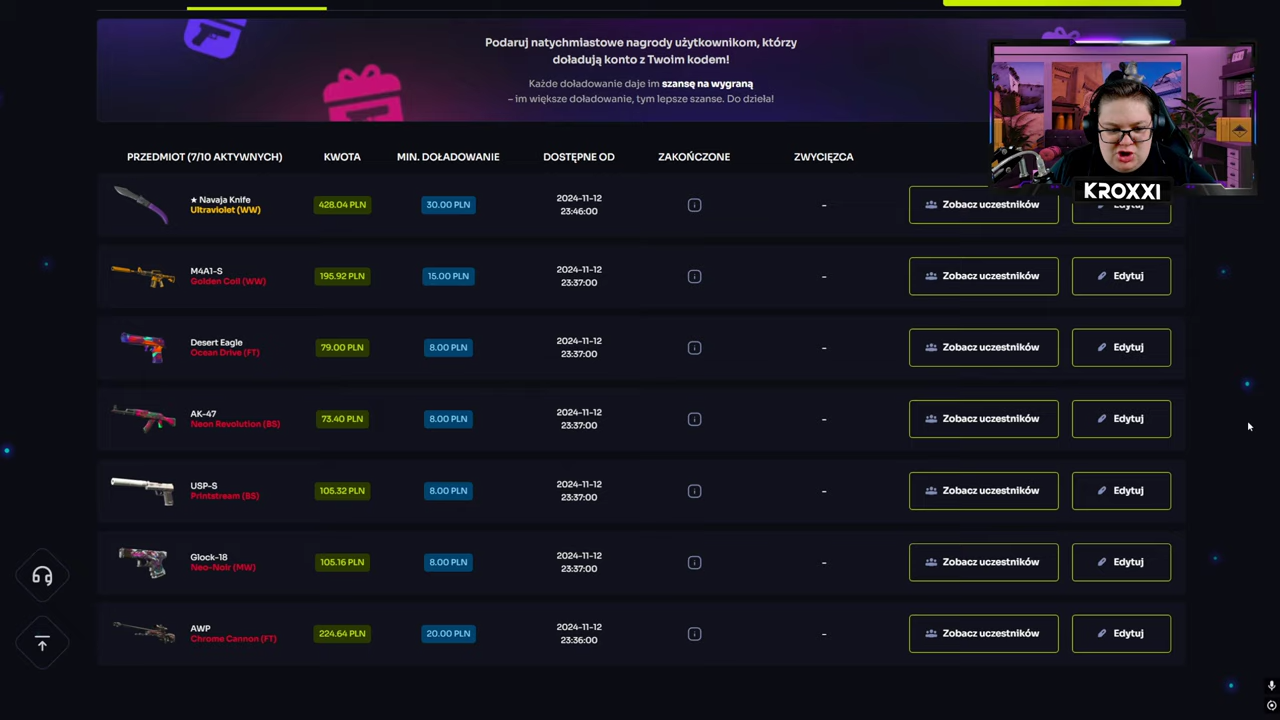 Podaruj natychmiastowe nagrody użytkownikom, którzy
doładują konto z Twoim kodem!
Każde doładowanie daje im szansę na wygraną
– im większe doładowanie, tym lepsze szanse. Do dzieła!
KROXXI
PRZEDMIOT (7/10 AKTYWNYCH) KWOTA MIN. DOŁADOWANIE DOSTĘPNE OD ZAKOŃCZONE ZWYCIĘZCA
★ Navaja Knife
Ultraviolet (WW)
428.04 PLN 30.00 PLN
2024-11-12
23:46:00
- Zobacz uczestników Edytuj
M4A1-S
Golden Coil (WW)
195.92 PLN 15.00 PLN
2024-11-12
23:37:00
- Zobacz uczestników Edytuj
Desert Eagle
Ocean Drive (FT)
79.00 PLN 8.00 PLN
2024-11-12
23:37:00
- Zobacz uczestników Edytuj
AK-47
Neon Revolution (BS)
73.40 PLN 8.00 PLN
2024-11-12
23:37:00
- Zobacz uczestników Edytuj
USP-S
Printstream (BS)
105.32 PLN 8.00 PLN
2024-11-12
23:37:00
- Zobacz uczestników Edytuj
Glock-18
Neo-Noir (MW)
105.16 PLN 8.00 PLN
2024-11-12
23:37:00
- Zobacz uczestników Edytuj
AWP
Chrome Cannon (FT)
224.64 PLN 20.00 PLN
2024-11-12
23:36:00
- Zobacz uczestników Edytuj